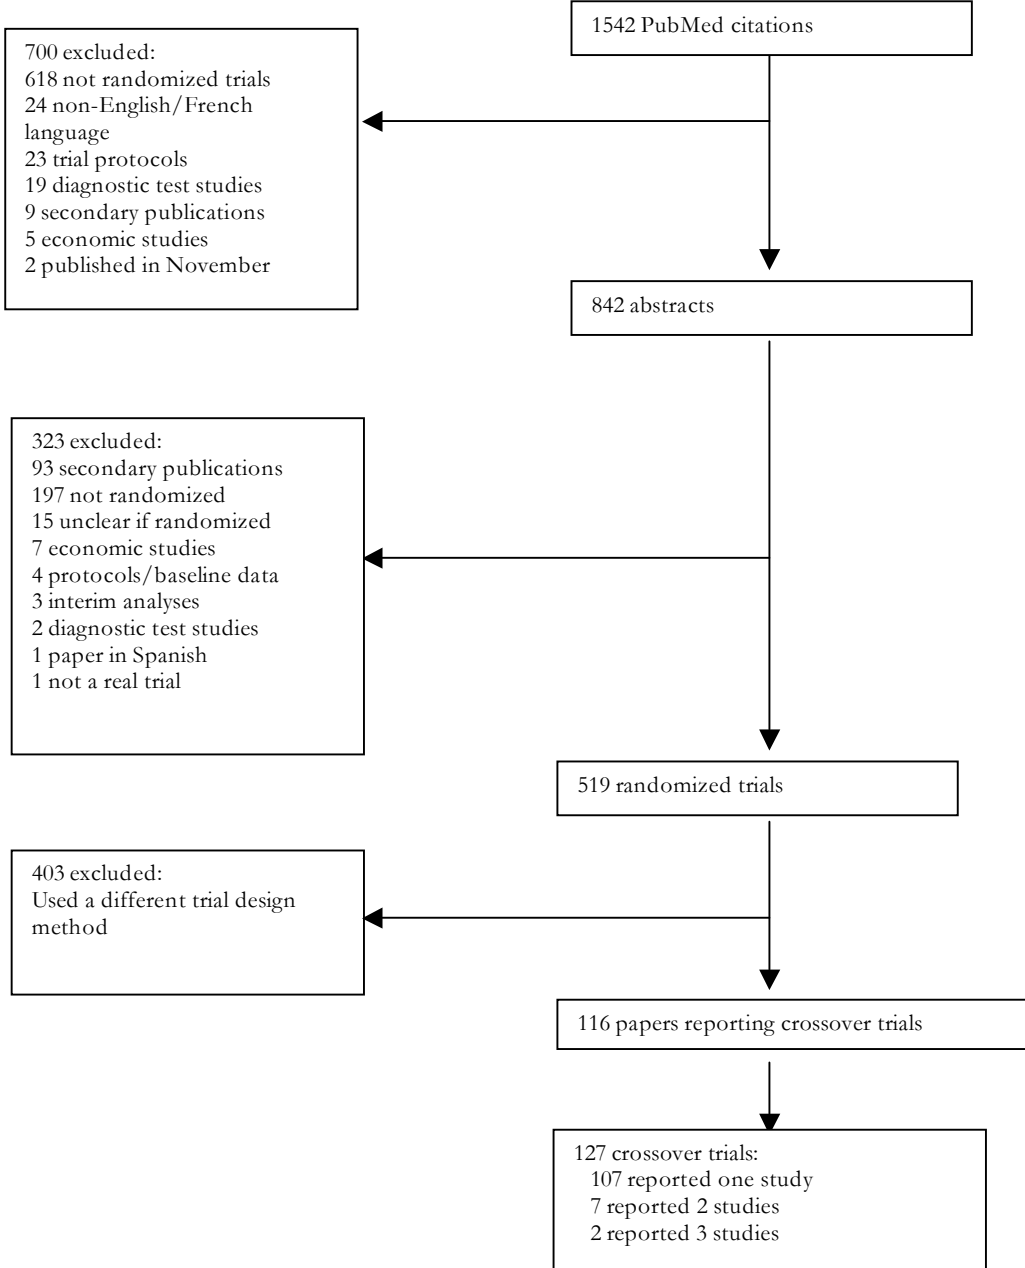 1542 PubMed citations
700 excluded:
618 not randomized trials
24 non-English/French
language
23 trial protocols
19 diagnostic test studies
9 secondary publications
5 economic studies
2 published in November
842 abstracts
323 excluded:
93 secondary publications
197 not randomized
15 unclear if randomized
7 economic studies
4 protocols/baseline data
3 interim analyses
2 diagnostic test studies
1 paper in Spanish
1 not a real trial
519 randomized trials
403 excluded:
Used a different trial design
method
116 papers reporting crossover trials
127 crossover trials:
107 reported one study
7 reported 2 studies
2 reported 3 studies